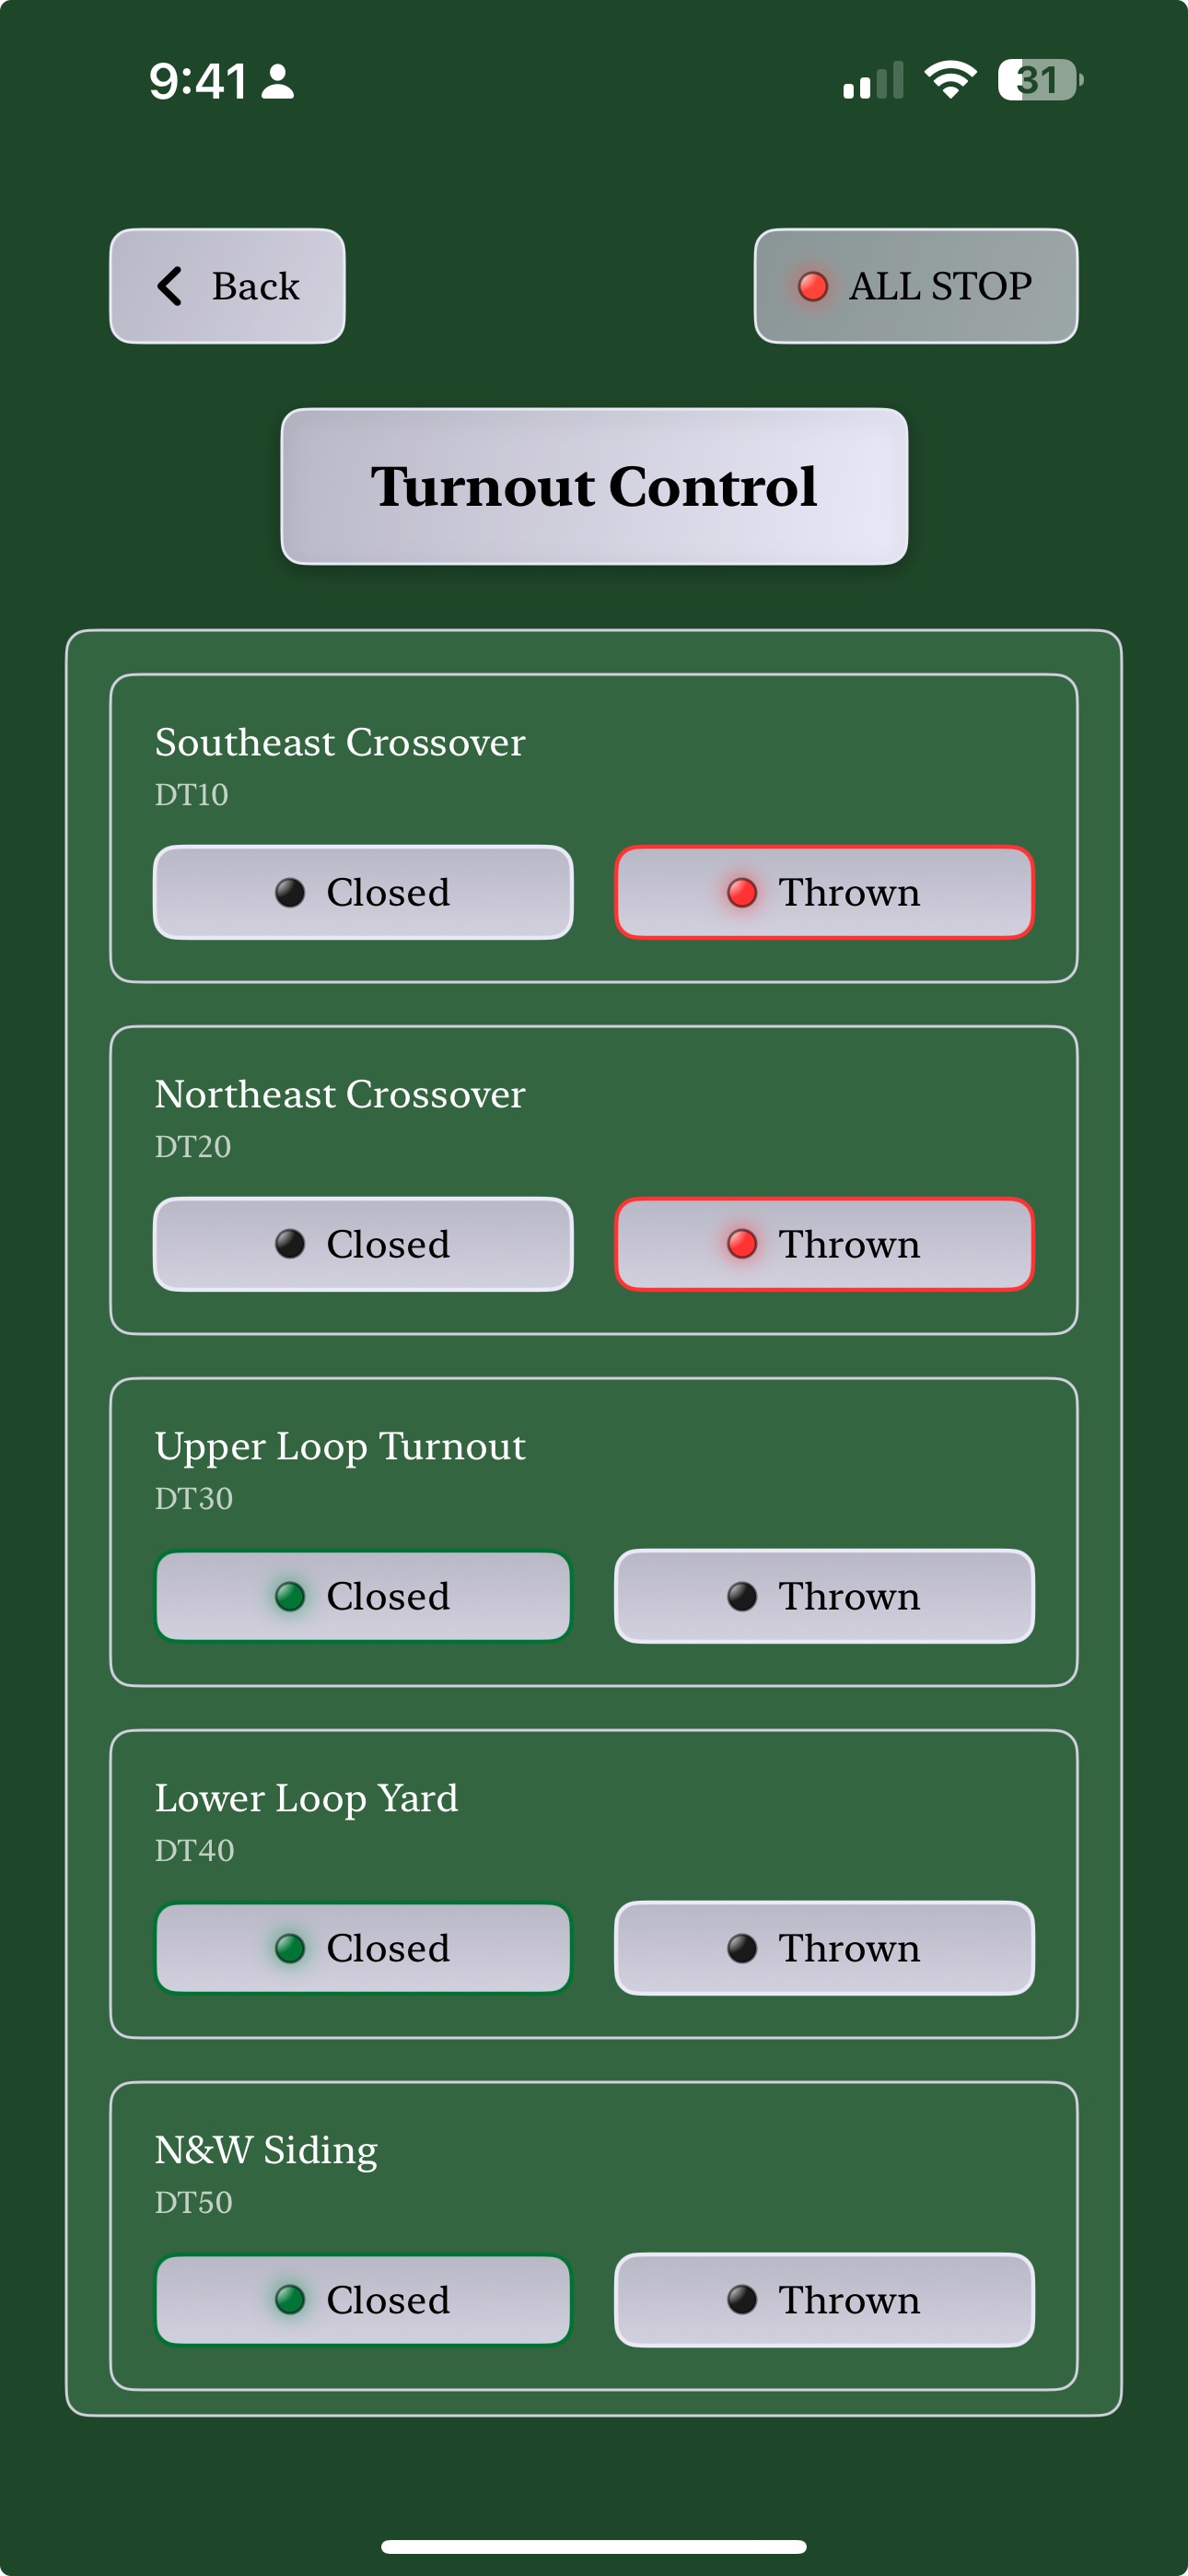 9:41
31
Back
ALL STOP
Turnout Control
Southeast Crossover
DT10
Closed
Thrown
Northeast Crossover
DT20
Closed
Thrown
Upper Loop Turnout
DT30
Closed
Thrown
Lower Loop Yard
DT40
Closed
Thrown
N&W Siding
DT50
Closed
Thrown